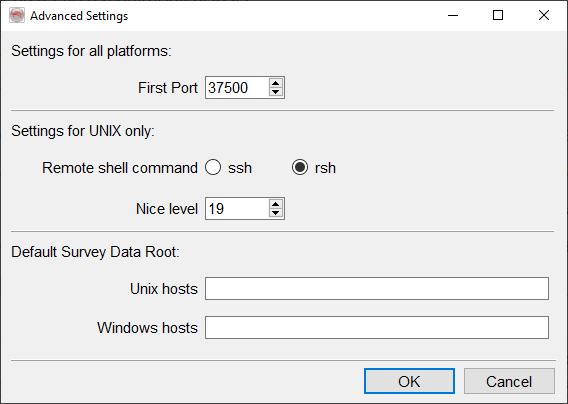 Advanced Settings
Settings for all platforms:
First Port 37500
Settings for UNIX only:
Remote shell command ssh rsh
Nice level 19
Default Survey Data Root:
Unix hosts
Windows hosts
OK Cancel